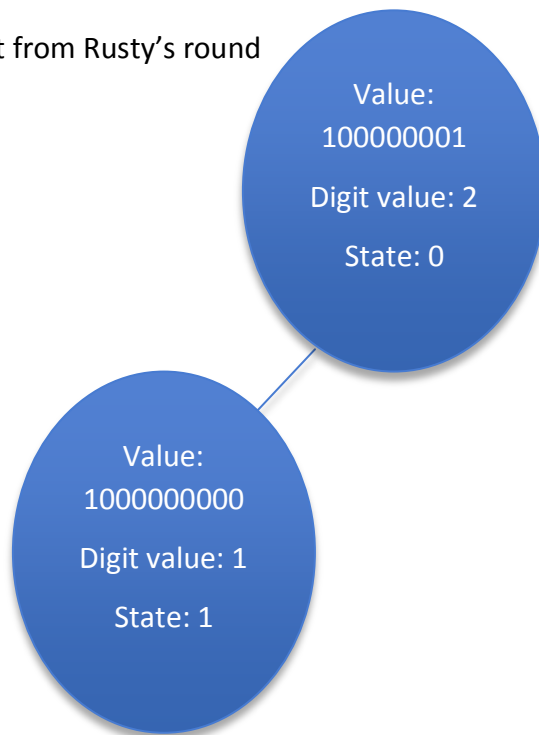 from Rusty’s round
Value:
100000001
Digit value: 2
State: 0
Value:
1000000000
Digit value: 1
State: 1